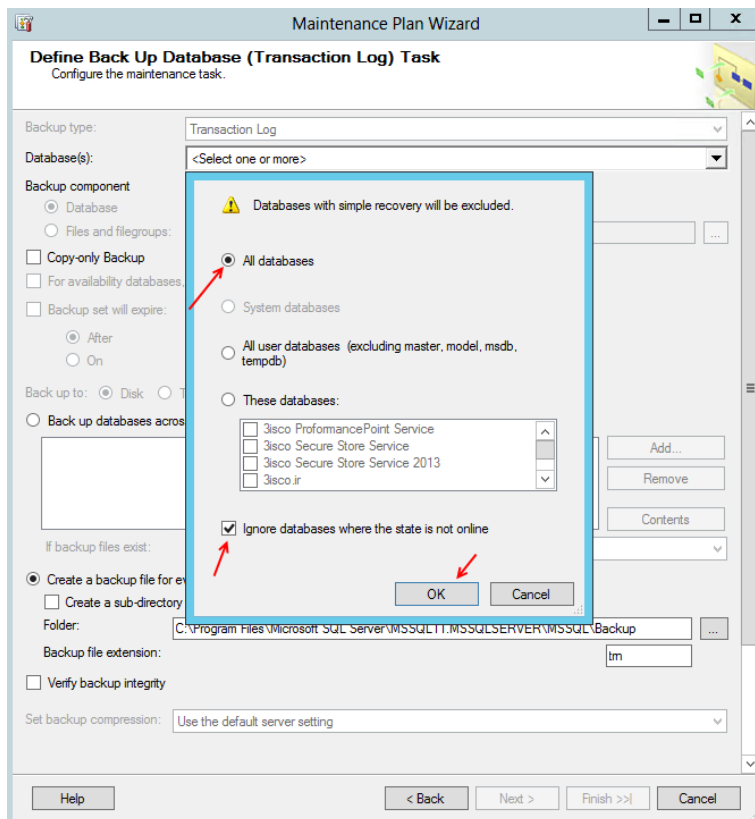 Maintenance Plan Wizard
Define Back Up Database (Transaction Log) Task
Configure the maintenance task.
Backup type:
Transaction Log
Database(s):
<Select one or more>
Backup component
Database
Files and filegroups:
...
Copy-only Backup
For availability databases,
Backup set will expire:
After
On
Back up to:
Disk
T
Back up databases acros
Add...
Remove
Contents
If backup files exist:
Create a backup file for ev
Create a sub-directory
Folder:
C:\Program Files\Microsoft SQL Server\MSSQL11.MSSQLSERVER\MSSQL\Backup
...
Backup file extension:
trn
Verify backup integrity
Set backup compression:
Use the default server setting
Databases with simple recovery will be excluded.
All databases
System databases
All user databases (excluding master, model, msdb,
tempdb)
These databases:
3isco ProformancePoint Service
3isco Secure Store Service
3isco Secure Store Service 2013
3isco.ir
Ignore databases where the state is not online
OK
Cancel
Help
< Back
Next >
Finish >>|
Cancel